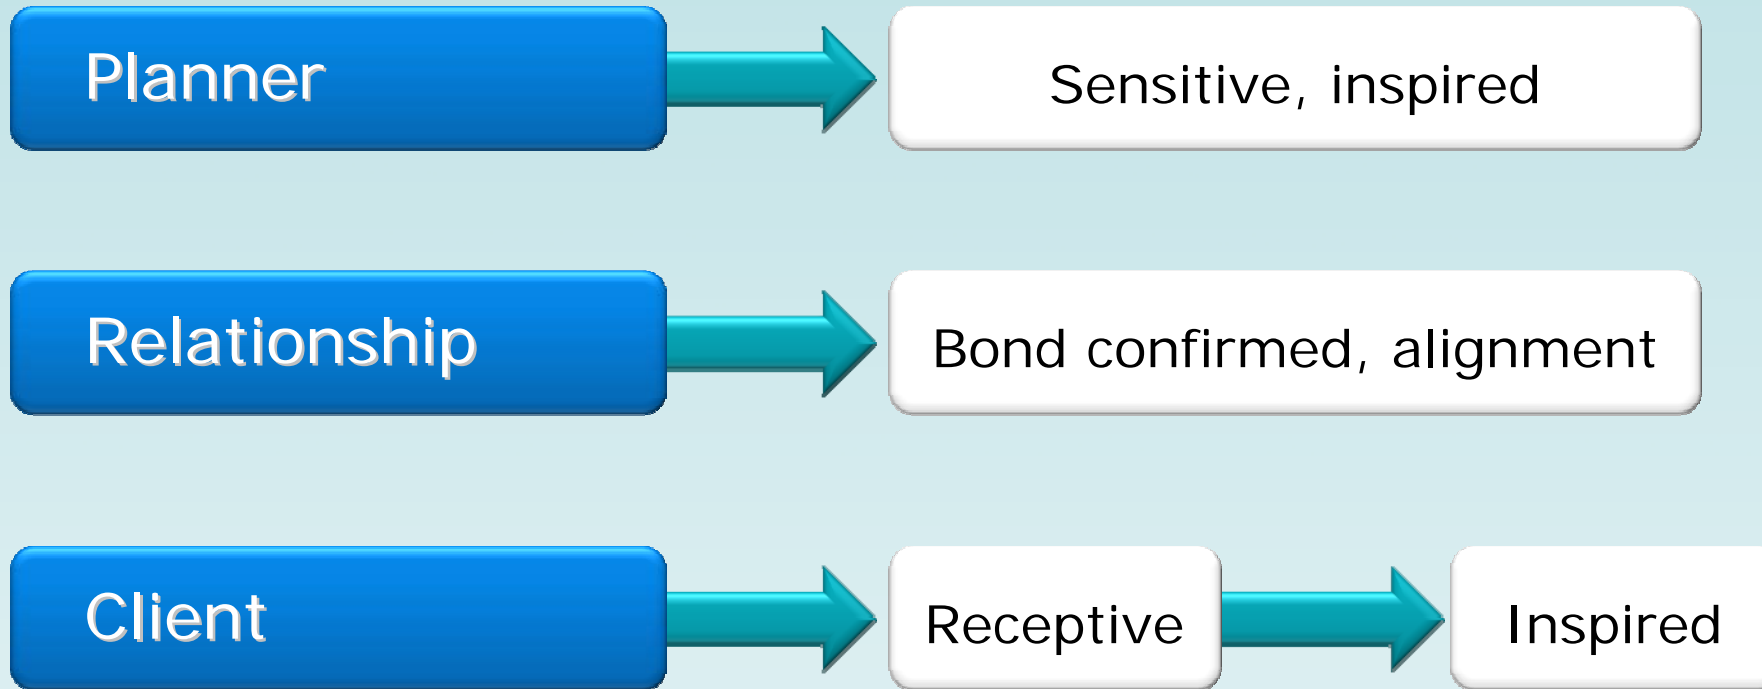 Planner
Sensitive, inspired
Relationship
Bond confirmed, alignment
Client
Receptive
Inspired